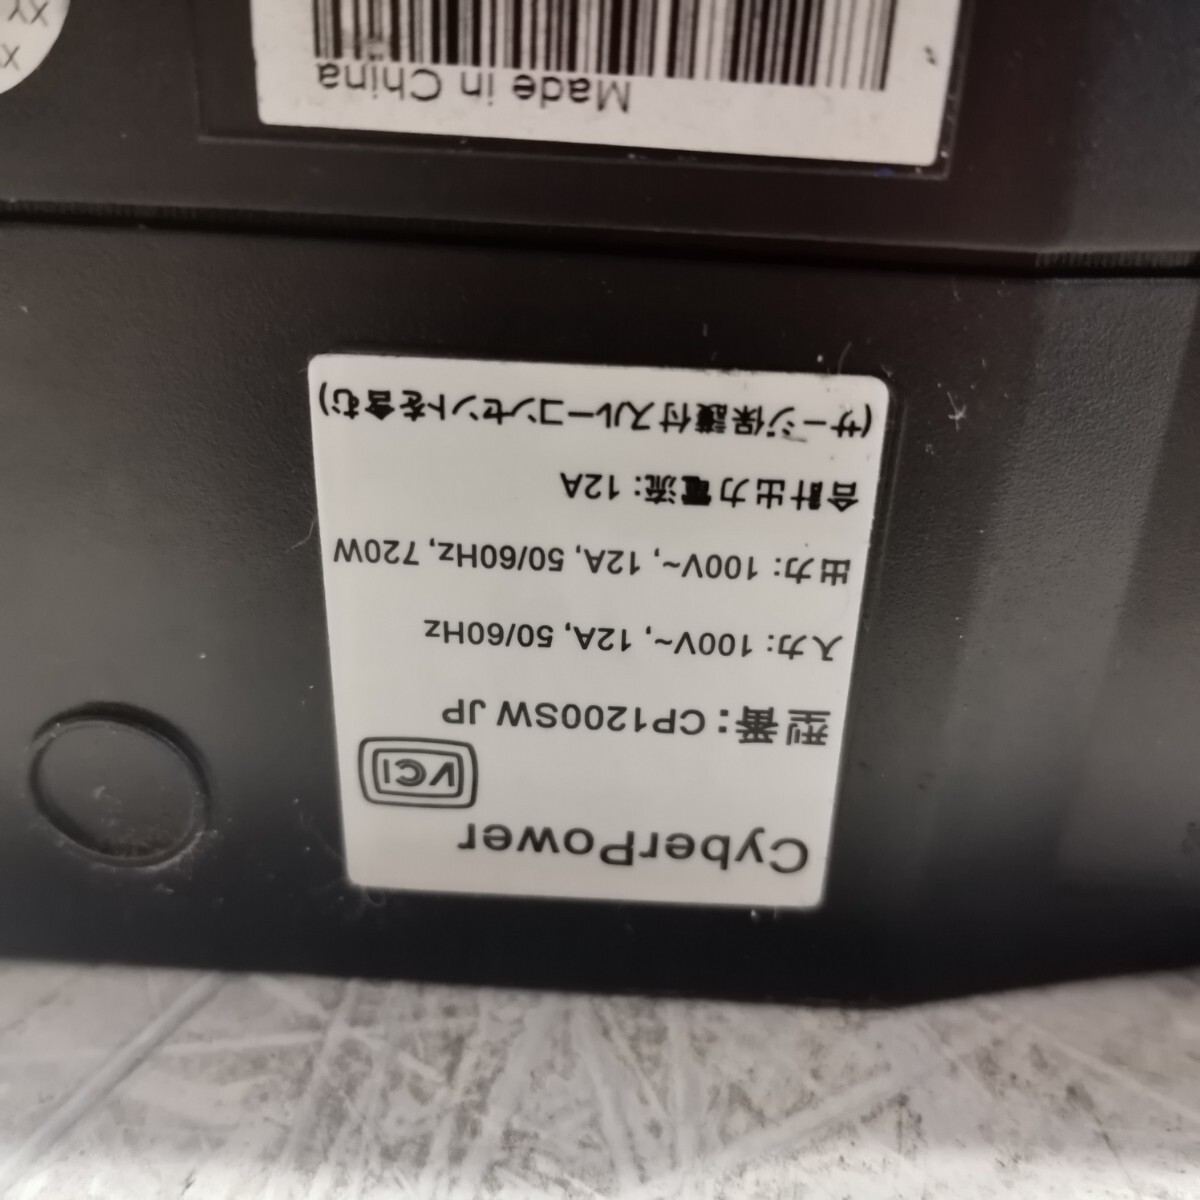 CyberPower
VCCI
型番：CP1200SW JP
入力: 100V~, 12A, 50/60Hz
出力: 100V~, 12A, 50/60Hz, 720W
合計出力電流: 12A
(サージ保護付スルーコンセントを含む)
Made in China